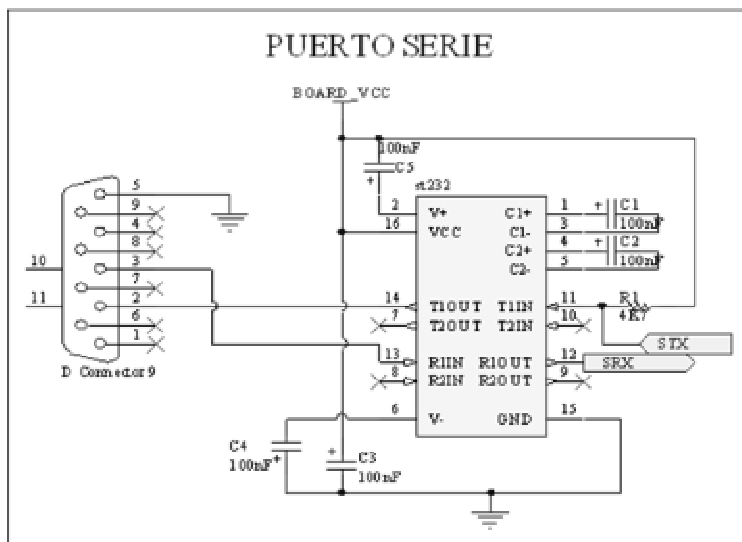 PUERTO SERIE
BOARD_VCC
100nF
C5
+
st232
5
9
4
8
3
7
2
6
1
10
11
D Connector 9
2
16
14
7
13
8
6
V+
VCC
T1OUT
T2OUT
R1IN
R2IN
V-
C1+
C1-
C2+
C2-
T1IN
T2IN
R1OUT
R2OUT
GND
1
3
4
5
11
10
12
9
15
+
C1
100nF
+
C2
100nF
R1
4K7
STX
SRX
C4
100nF
+
+
C3
100nF